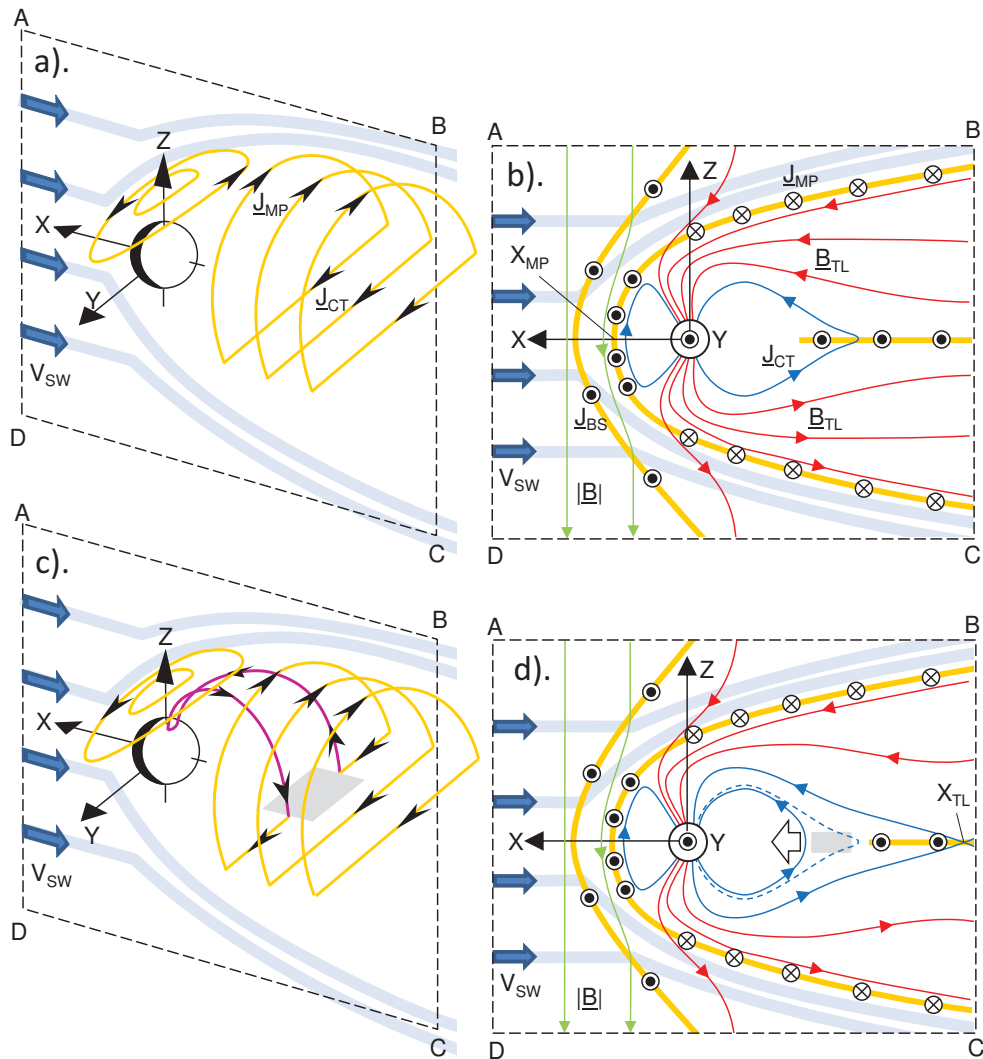 A
a).
B
Z
J_MP
X
J_CT
Y
V_SW
D
C
A
B
b).
Z
J_MP
X_MP
B_TL
X
Y
J_CT
J_BS
B_TL
V_SW
|B|
D
C
A
c).
B
Z
X
Y
V_SW
D
C
A
B
d).
Z
X_TL
X
Y
V_SW
|B|
D
C